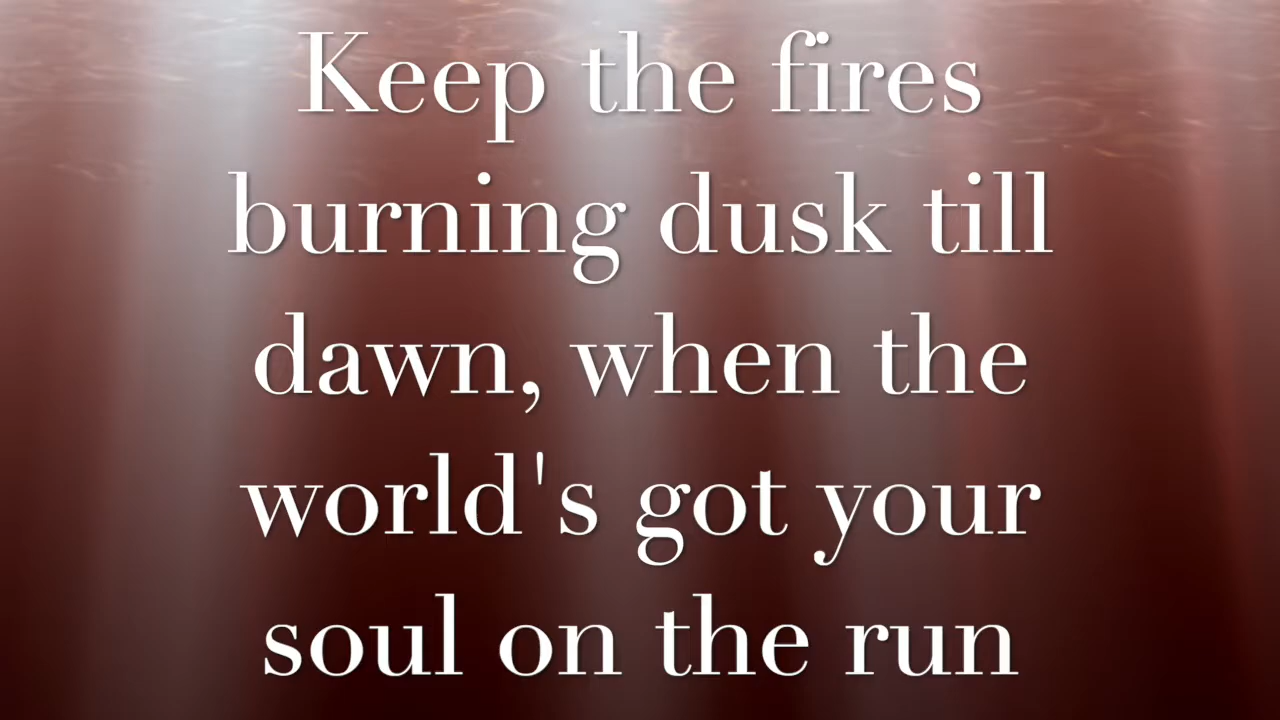 Keep the fires
burning dusk till
dawn, when the
world's got your
soul on the run